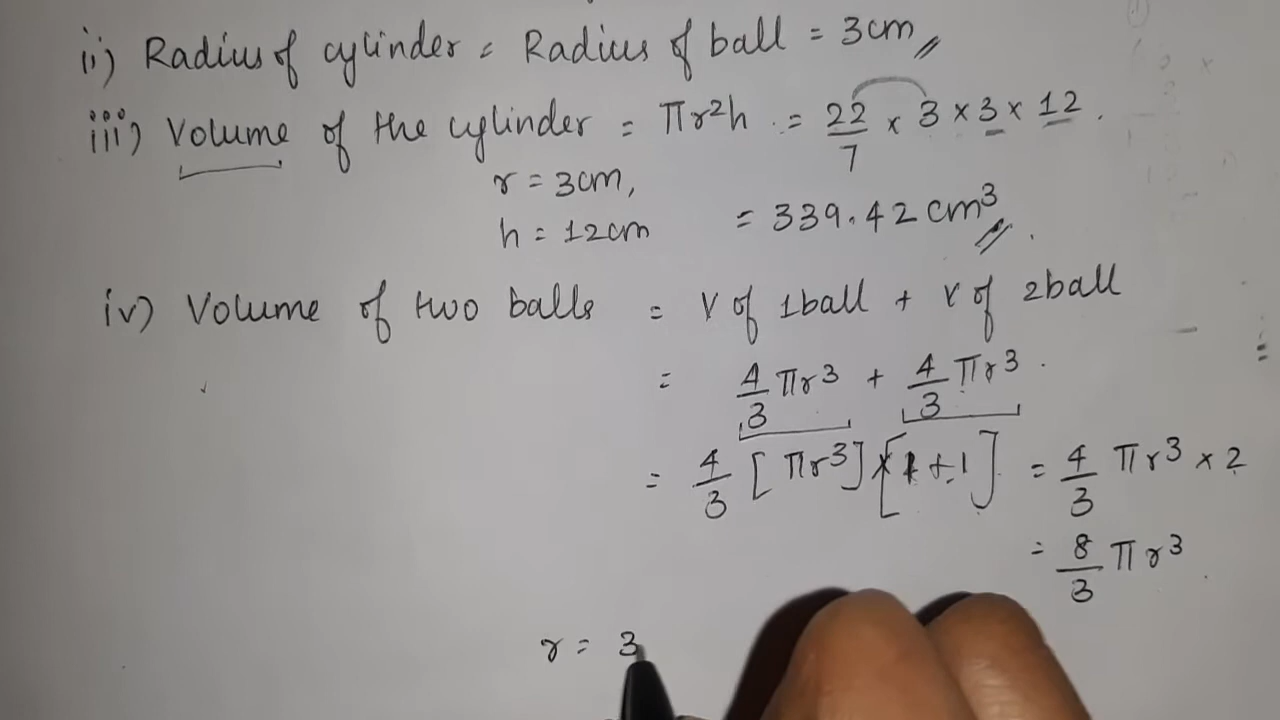 ii) Radius of cylinder = Radius of ball = 3cm
iii) Volume of the cylinder = πr²h = 22/7 × 3 × 3 × 12.
r = 3cm,
h = 12cm = 339.42 cm³.
iv) Volume of two balls = V of 1ball + V of 2ball
= 4/3 πr³ + 4/3 πr³.
= 4/3 [πr³] × [1+1] = 4/3 πr³ × 2
= 8/3 πr³
r = 3